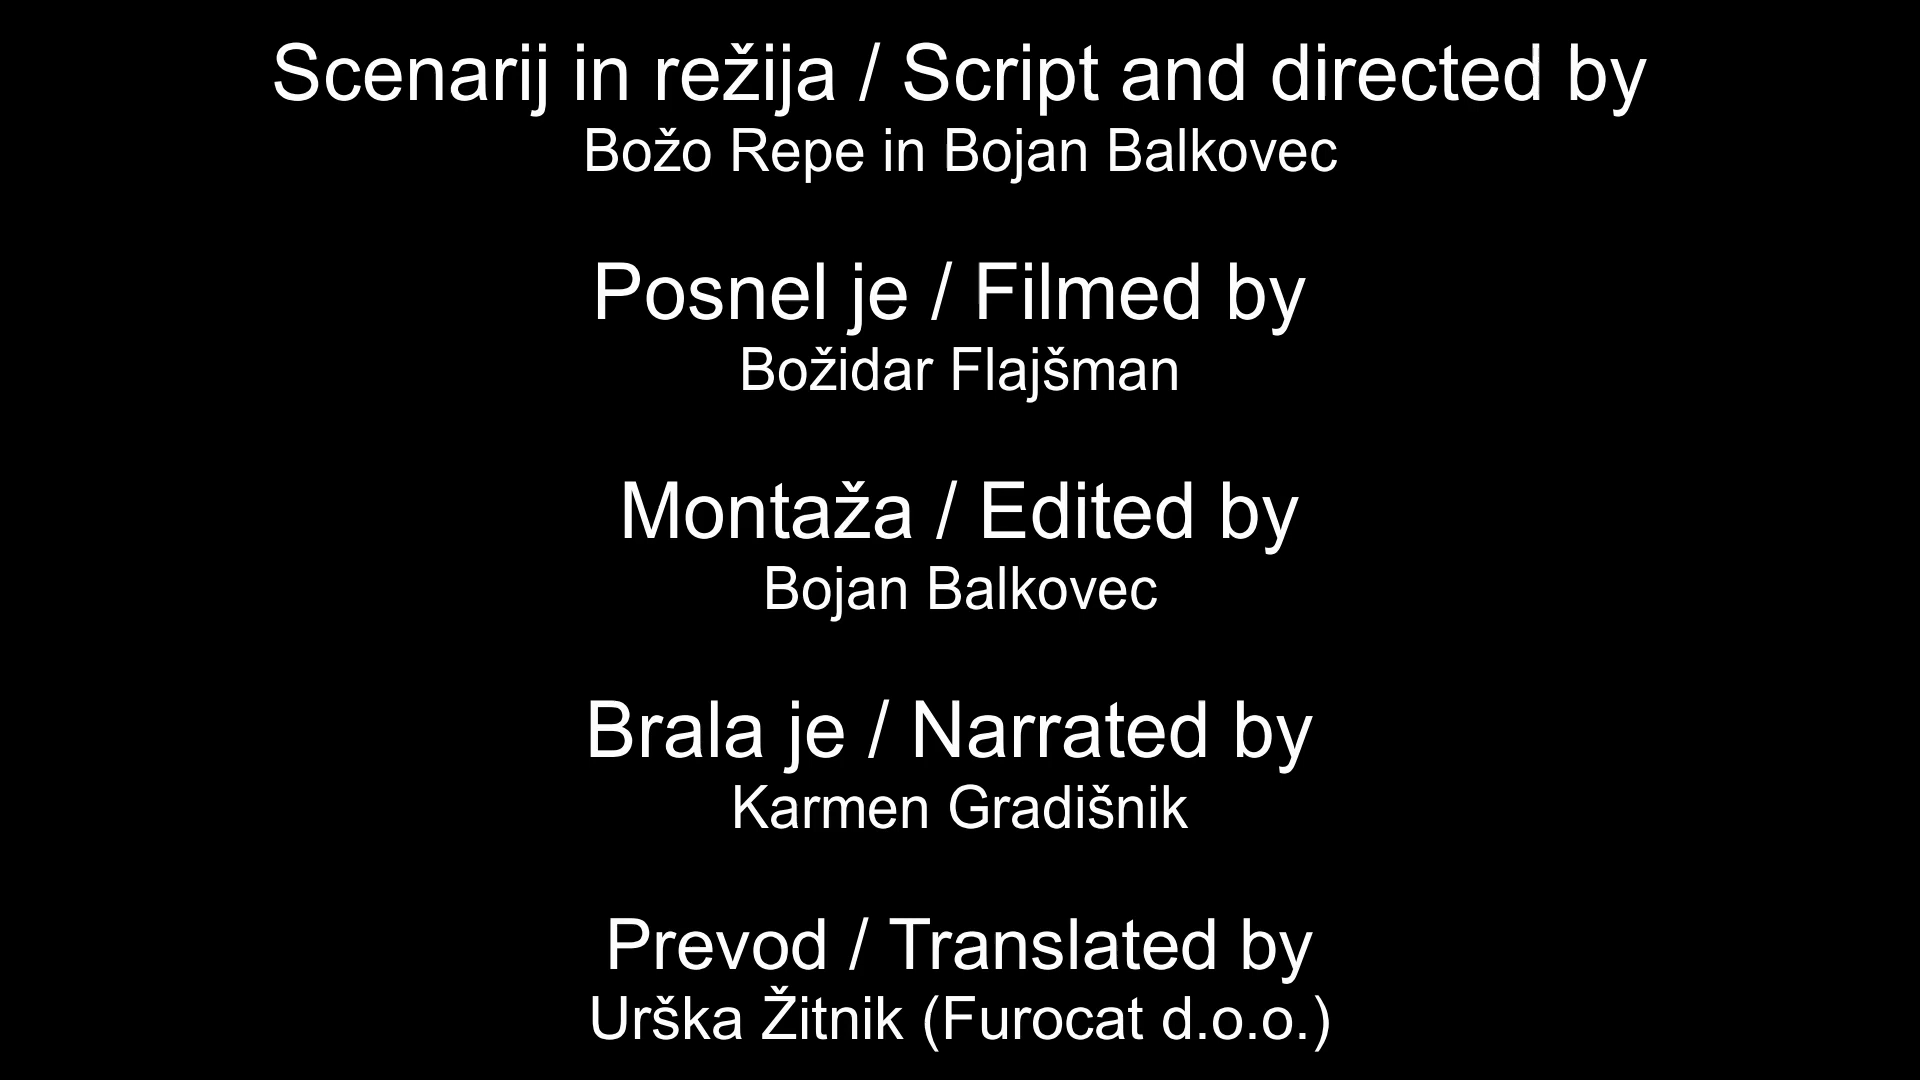 Scenarij in režija / Script and directed by
Božo Repe in Bojan Balkovec
Posnel je / Filmed by
Božidar Flajšman
Montaža / Edited by
Bojan Balkovec
Brala je / Narrated by
Karmen Gradišnik
Prevod / Translated by
Urška Žitnik (Furocat d.o.o.)